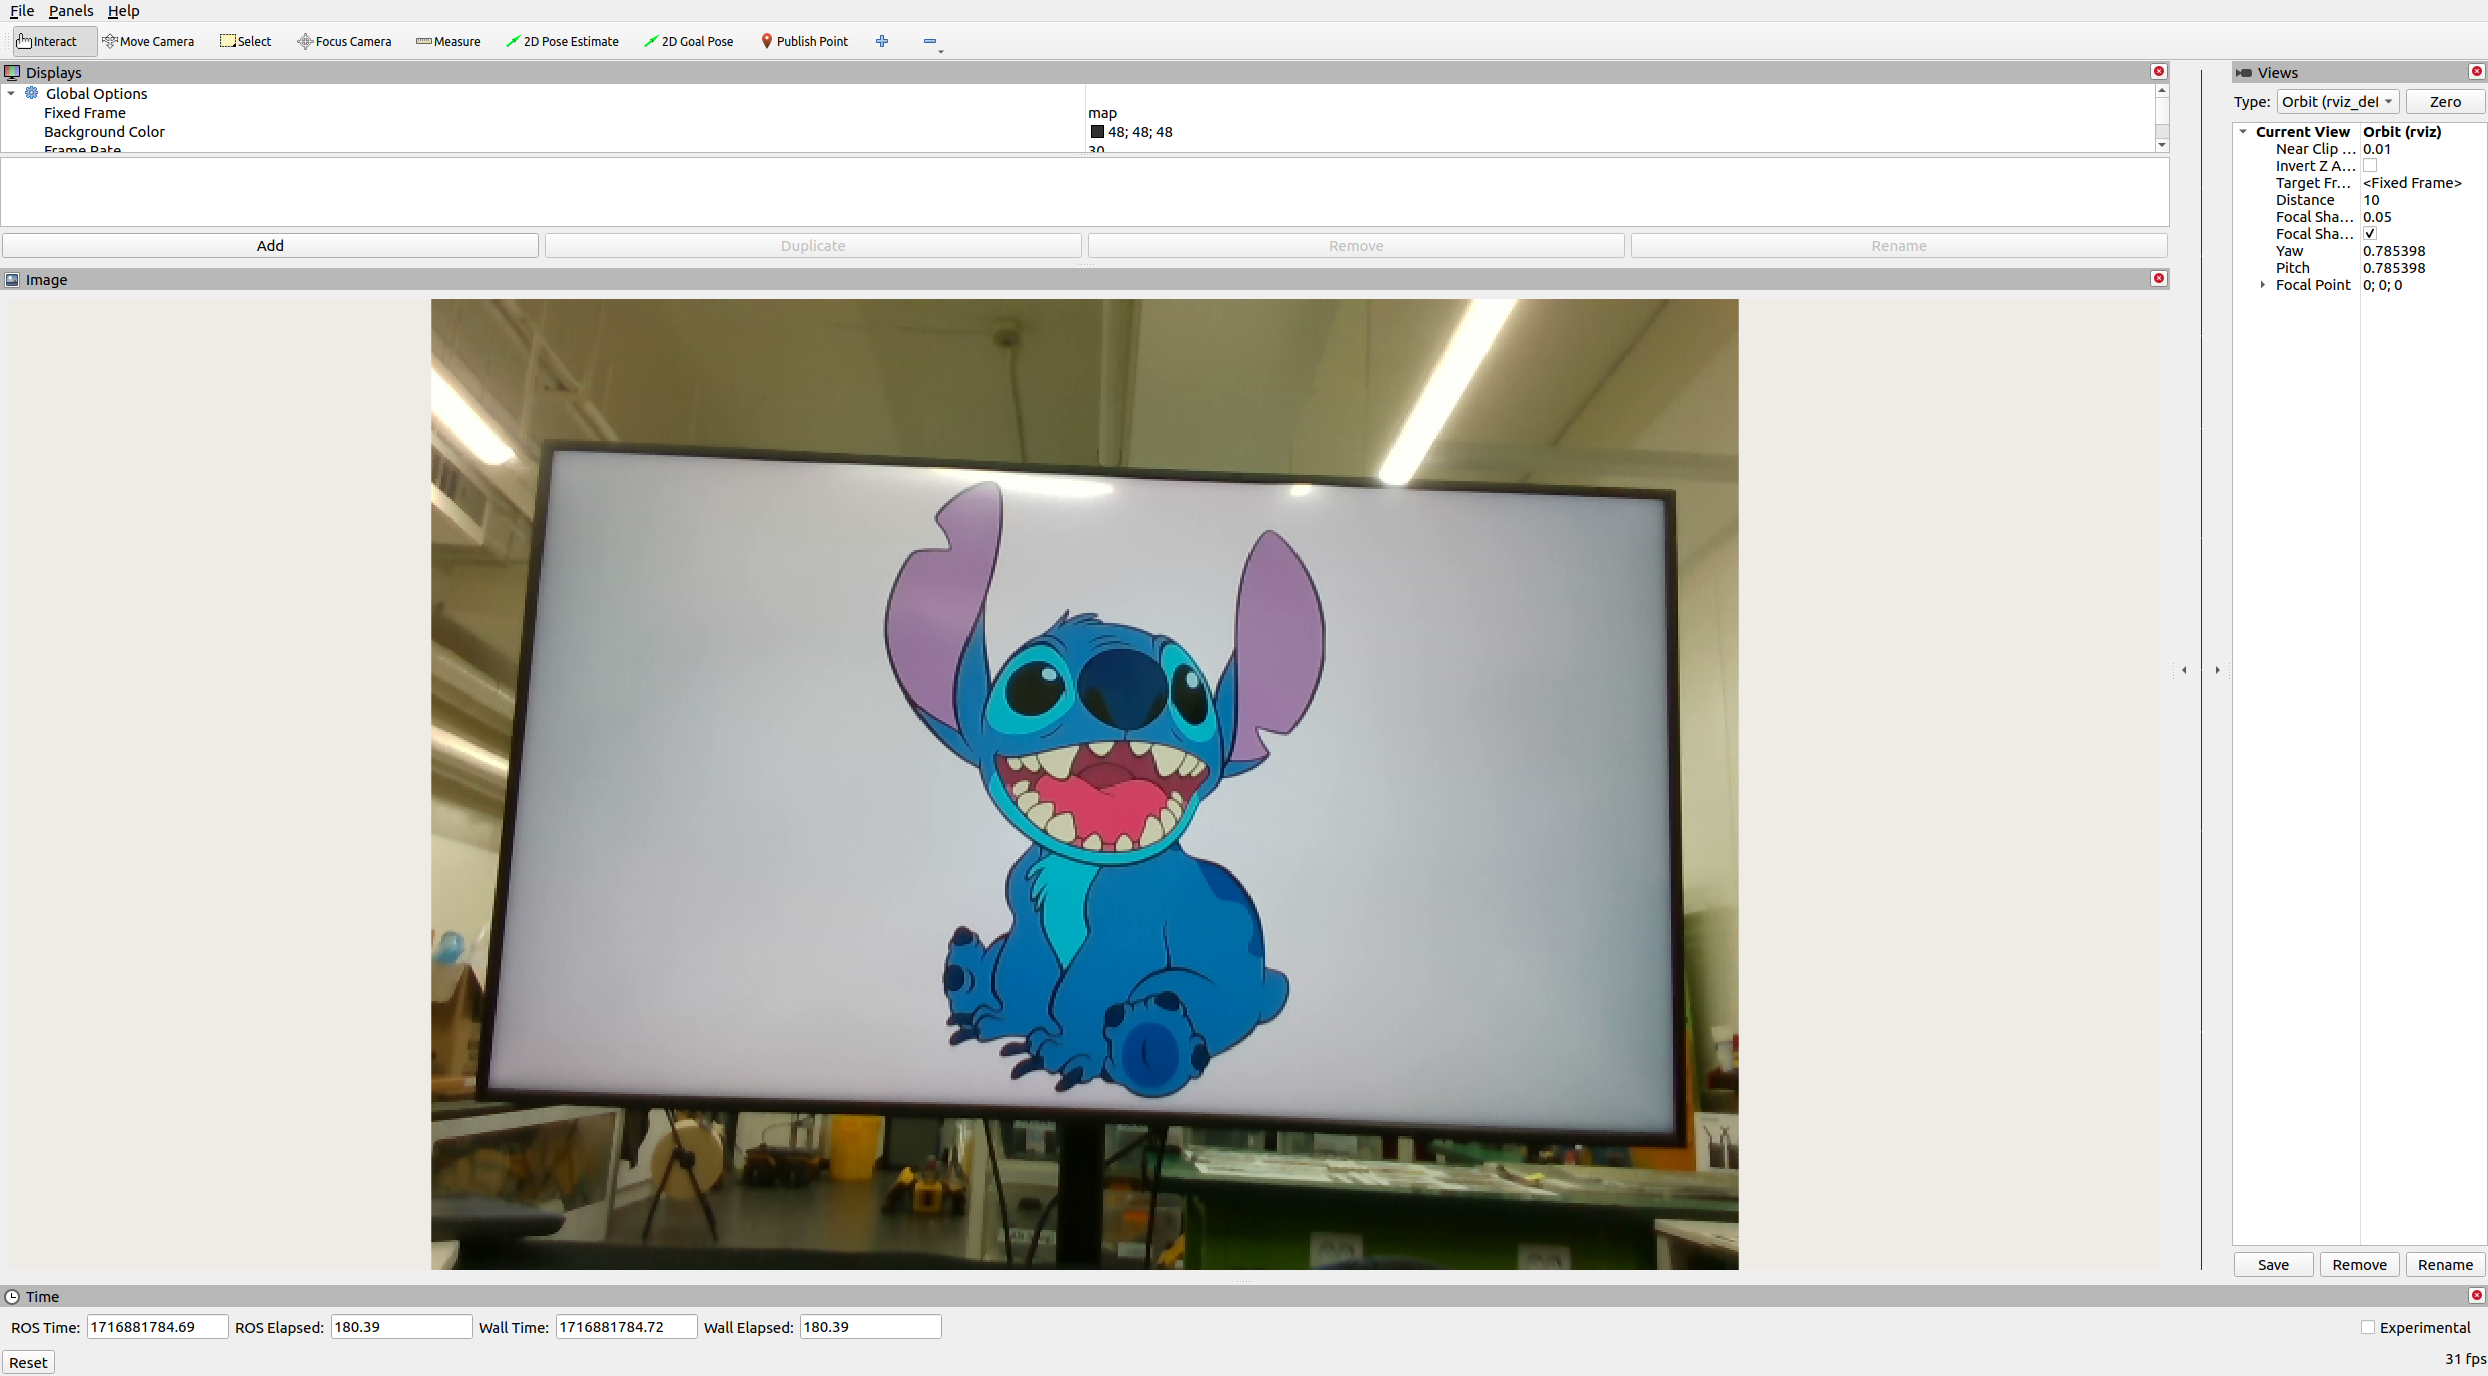 File Panels Help
Interact Move Camera Select Focus Camera Measure 2D Pose Estimate 2D Goal Pose Publish Point
Displays
Global Options
Fixed Frame map
Background Color 48; 48; 48
Frame Rate 30
Add Duplicate Remove Rename
Image
Views
Type: Orbit (rviz_def Zero
Current View Orbit (rviz)
Near Clip ... 0.01
Invert Z A...
Target Fr... <Fixed Frame>
Distance 10
Focal Sha... 0.05
Focal Sha...
Yaw 0.785398
Pitch 0.785398
Focal Point 0; 0; 0
Save Remove Rename
Time
ROS Time: 1716881784.69 ROS Elapsed: 180.39 Wall Time: 1716881784.72 Wall Elapsed: 180.39 Experimental
Reset 31 fps